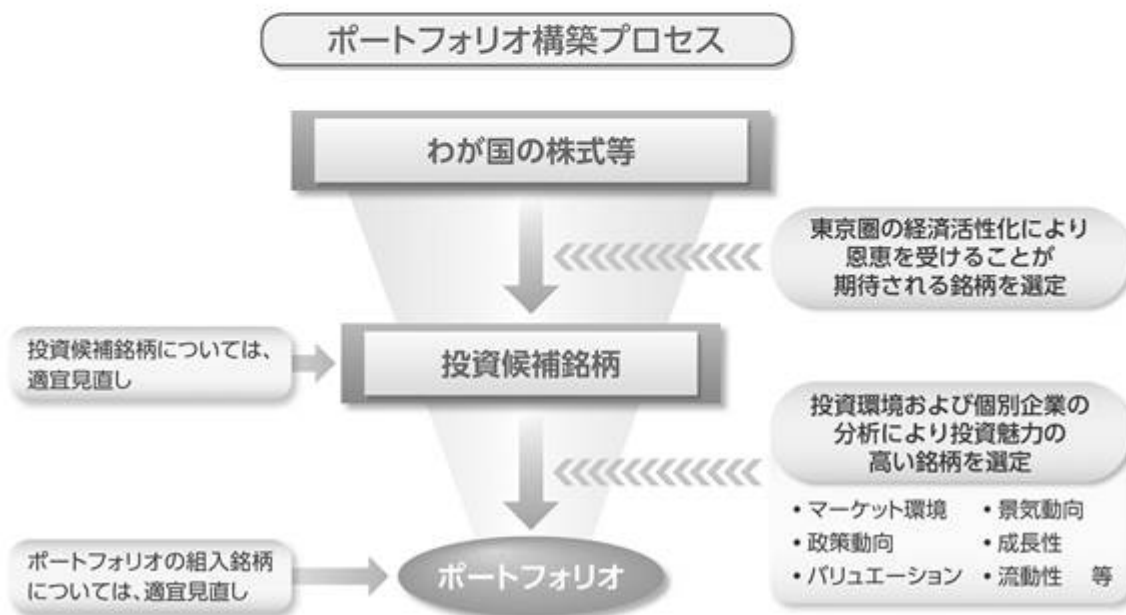 ポートフォリオ構築プロセス
わが国の株式等
東京圏の経済活性化により
恩恵を受けることが
期待される銘柄を選定
投資候補銘柄については、
適宜見直し
投資候補銘柄
投資環境および個別企業の
分析により投資魅力の
高い銘柄を選定
• マーケット環境 • 景気動向
• 政策動向 • 成長性
• バリュエーション • 流動性 等
ポートフォリオの組入銘柄
については、適宜見直し
ポートフォリオ